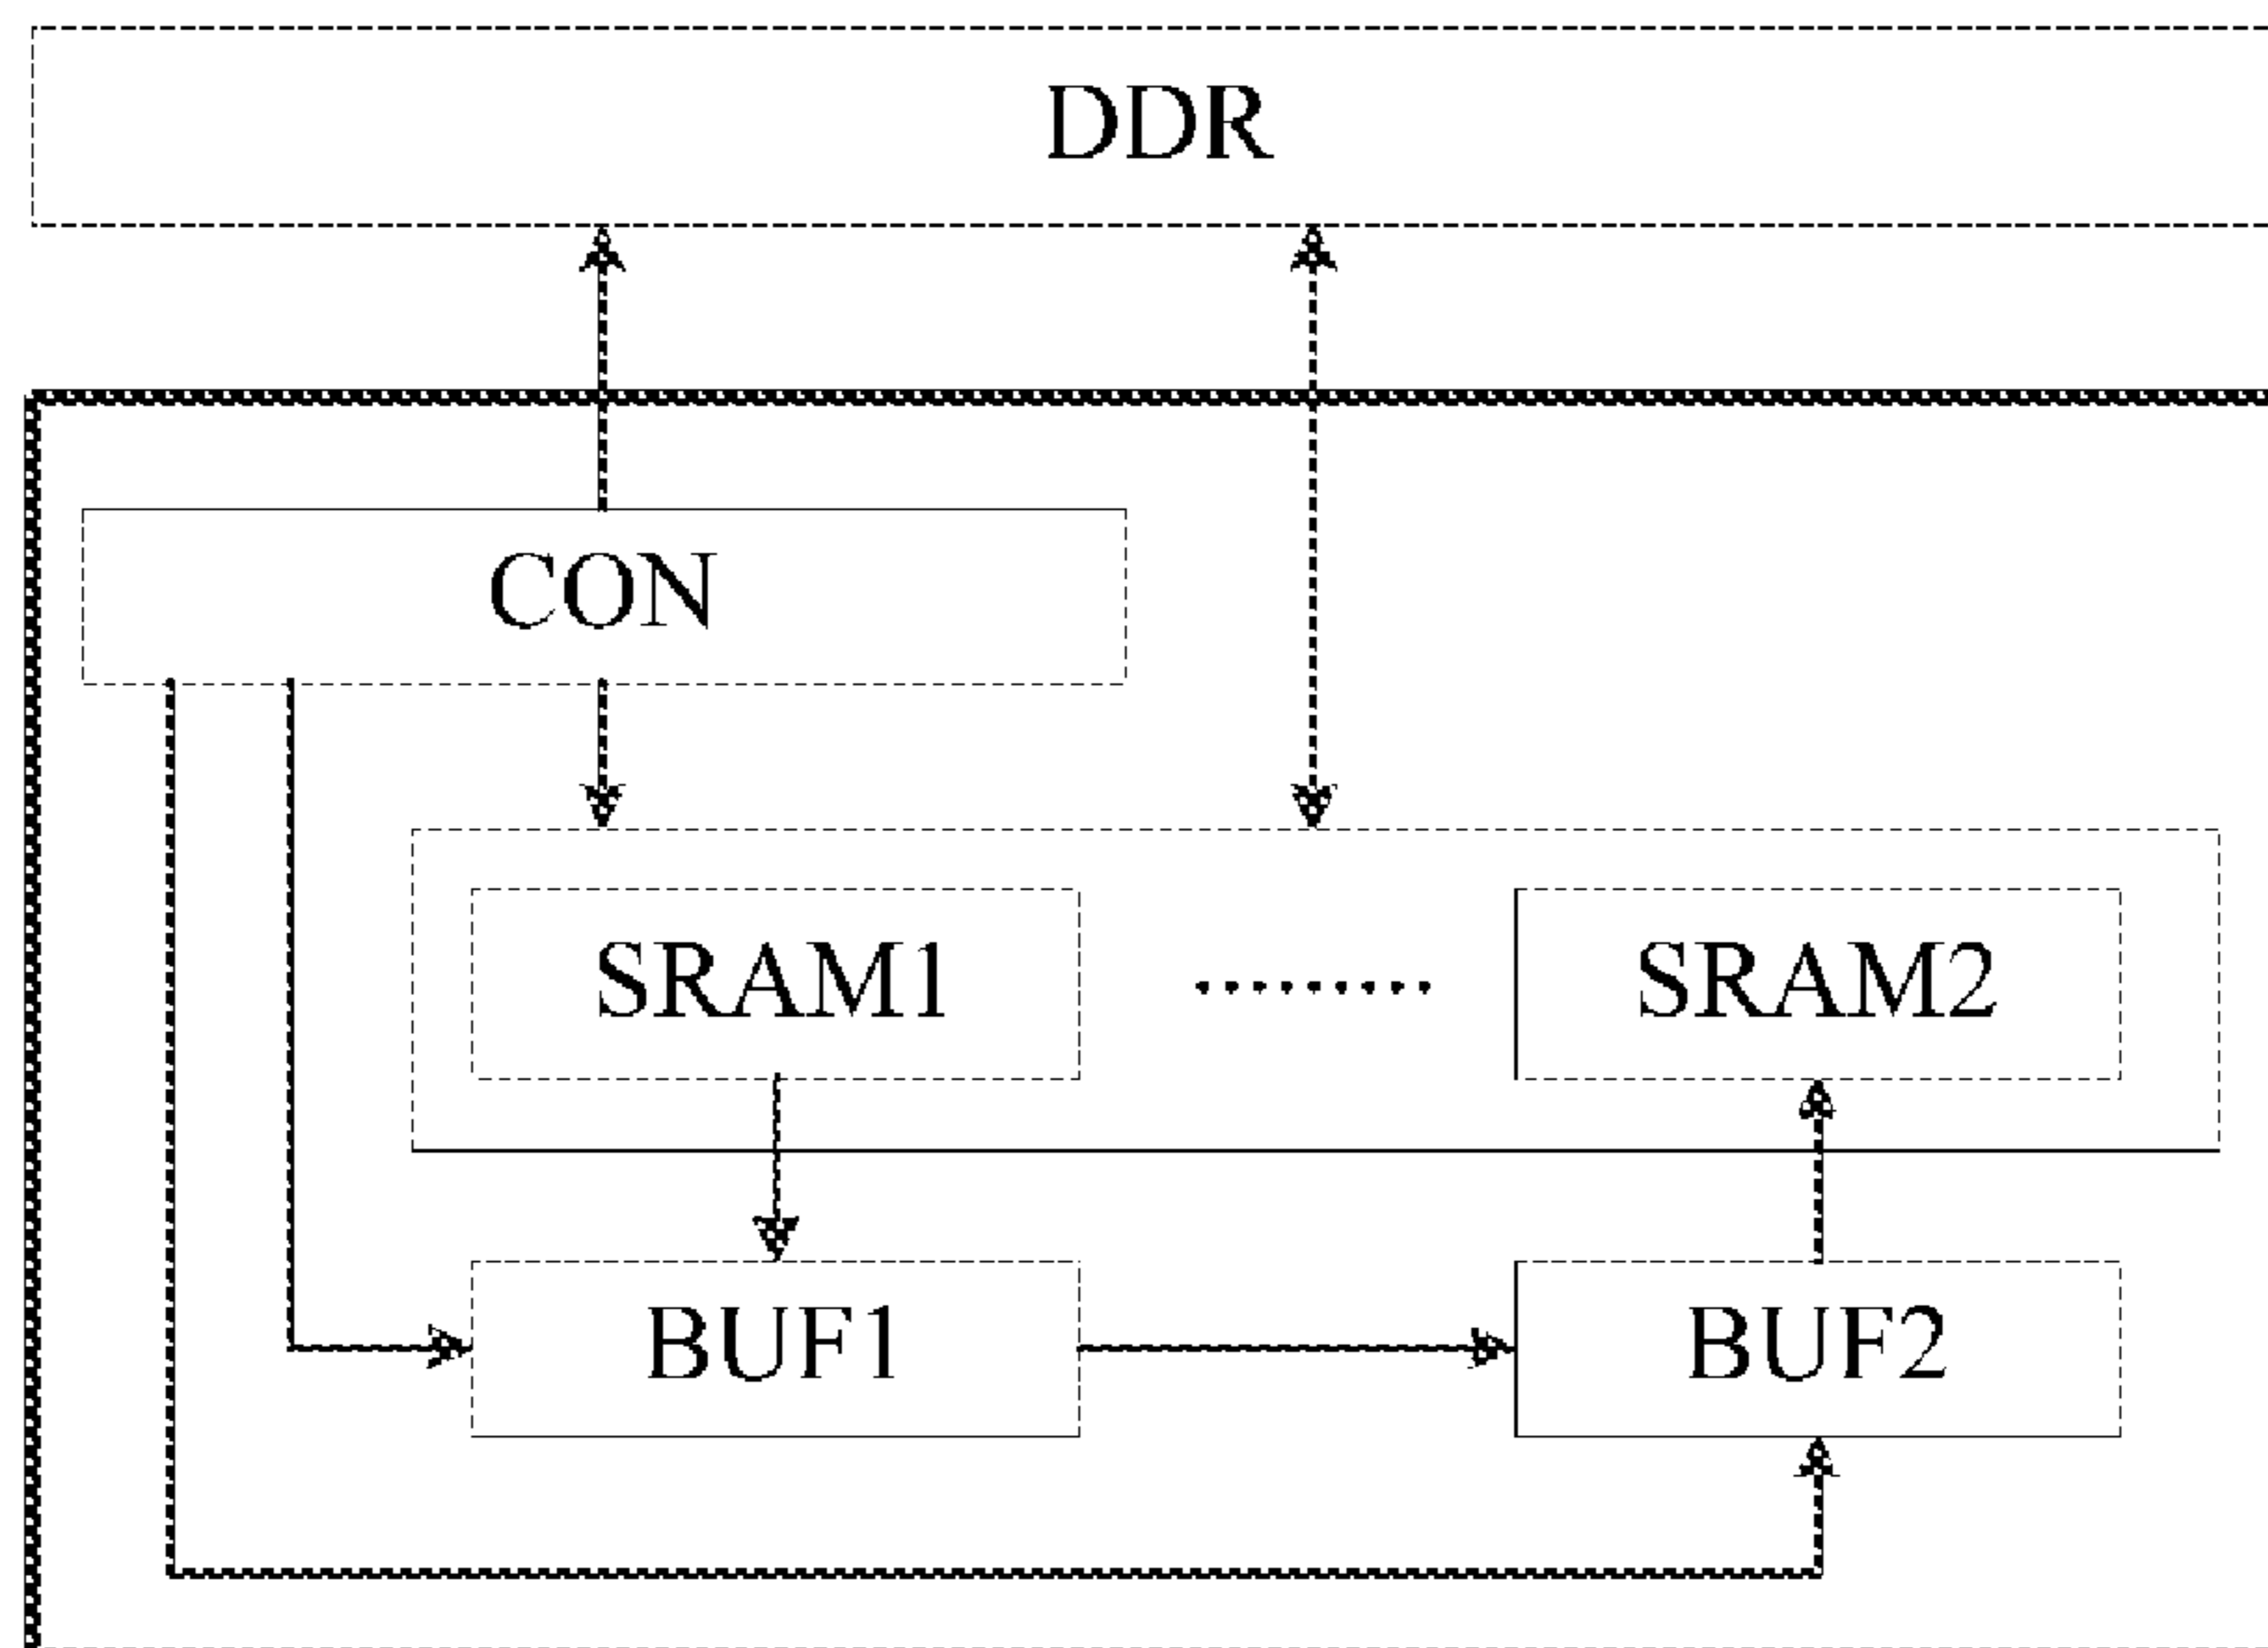 DDR
CON
SRAM1 ......... SRAM2
BUF1 BUF2